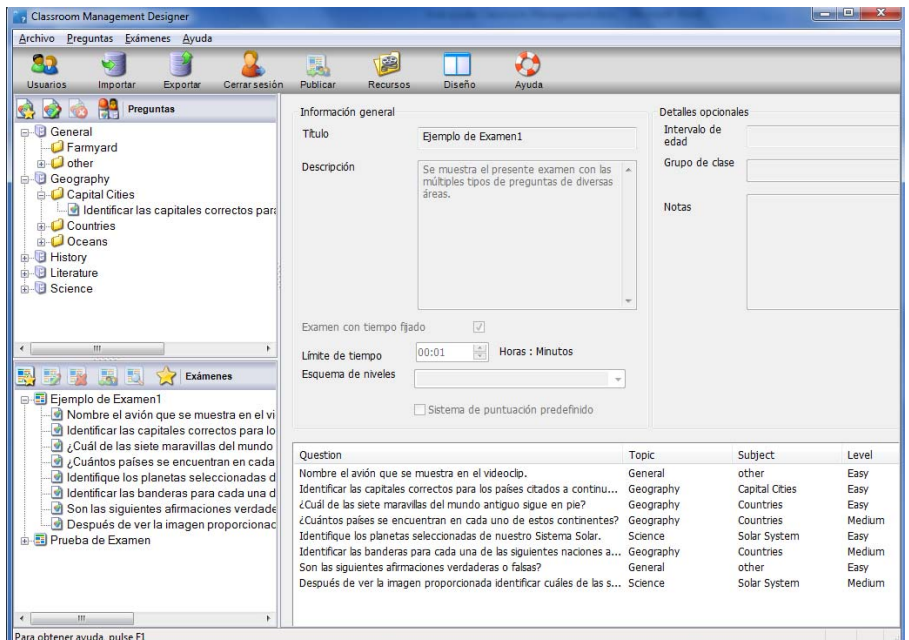 Classroom Management Designer
Archivo Preguntas Exámenes Ayuda
Usuarios Importar Exportar Cerrar sesión Publicar Recursos Diseño Ayuda
Preguntas
General
Farmyard
other
Geography
Capital Cities
Identificar las capitales correctos para
Countries
Oceans
History
Literature
Science
Exámenes
Ejemplo de Examen1
Nombre el avión que se muestra en el vi
Identificar las capitales correctos para lo
¿Cuál de las siete maravillas del mundo
¿Cuántos países se encuentran en cada
Identifique los planetas seleccionadas d
Identificar las banderas para cada una d
Son las siguientes afirmaciones verdade
Después de ver la imagen proporcionac
Prueba de Examen
Información general
Título Ejemplo de Examen1
Descripción Se muestra el presente examen con las
múltiples tipos de preguntas de diversas
áreas.
Examen con tiempo fijado
Límite de tiempo 00:01 Horas : Minutos
Esquema de niveles
Sistema de puntuación predefinido
Detalles opcionales
Intervalo de
edad
Grupo de clase
Notas
Question Topic Subject Level
Nombre el avión que se muestra en el videoclip. General other Easy
Identificar las capitales correctos para los países citados a continu... Geography Capital Cities Easy
¿Cuál de las siete maravillas del mundo antiguo sigue en pie? Geography Countries Easy
¿Cuántos países se encuentran en cada uno de estos continentes? Geography Countries Medium
Identifique los planetas seleccionadas de nuestro Sistema Solar. Science Solar System Easy
Identificar las banderas para cada una de las siguientes naciones a... Geography Countries Medium
Son las siguientes afirmaciones verdaderas o falsas? General other Easy
Después de ver la imagen proporcionada identificar cuáles de las s... Science Solar System Medium
Para obtener ayuda, pulse F1